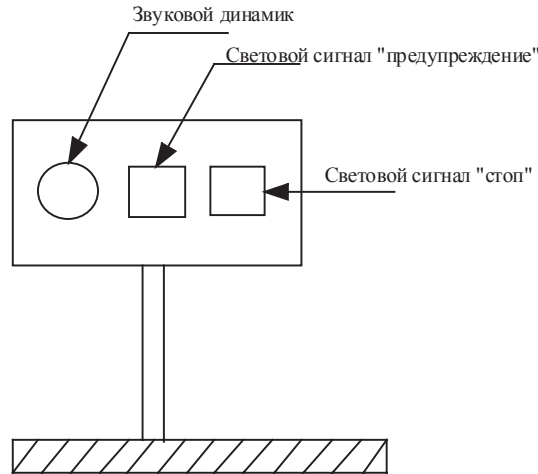 Звуковой динамик
Световой сигнал "предупреждение"
Световой сигнал "стоп"